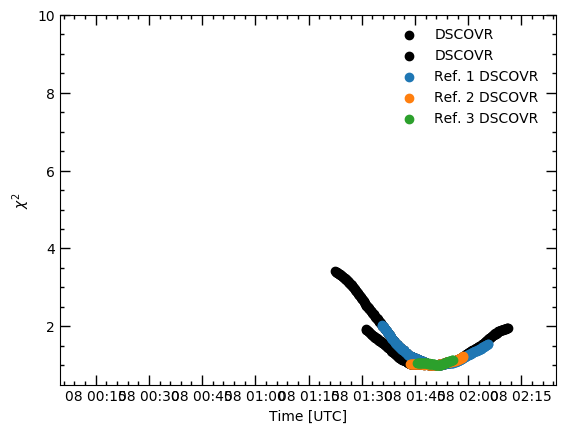 10
8
6
4
2
χ²
DSCOVR
DSCOVR
Ref. 1 DSCOVR
Ref. 2 DSCOVR
Ref. 3 DSCOVR
08 00:15 08 00:30 08 00:45 08 01:00 08 01:15 08 01:30 08 01:45 08 02:00 08 02:15
Time [UTC]